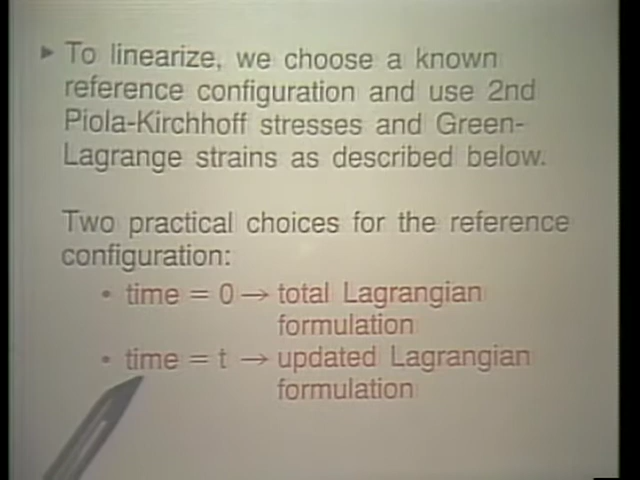 ▸ To linearize, we choose a known
reference configuration and use 2nd
Piola-Kirchhoff stresses and Green-
Lagrange strains as described below.
Two practical choices for the reference
configuration:
• time = 0 → total Lagrangian
formulation
• time = t → updated Lagrangian
formulation